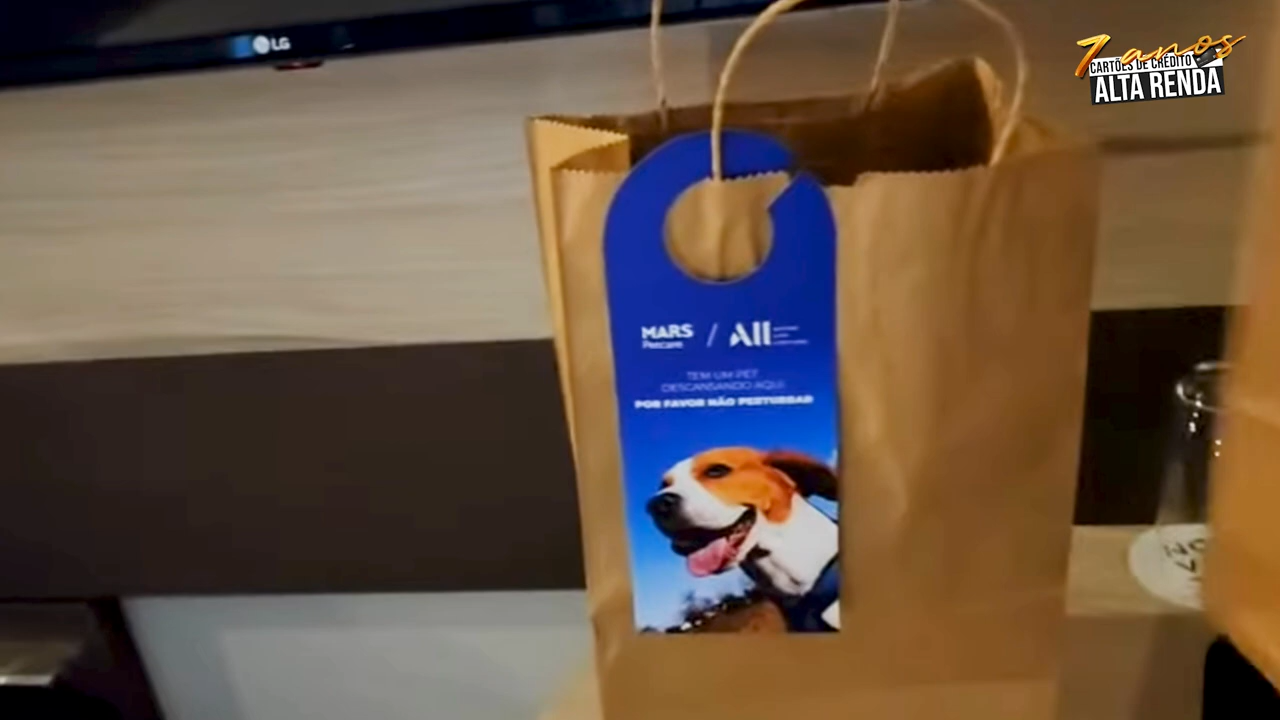 LG
7 anos
CARTÕES DE CRÉDITO
ALTA RENDA
MARS
Petcare
/ All
TEM UM PET
DESCANSANDO AQUI
POR FAVOR NÃO PERTURBAR